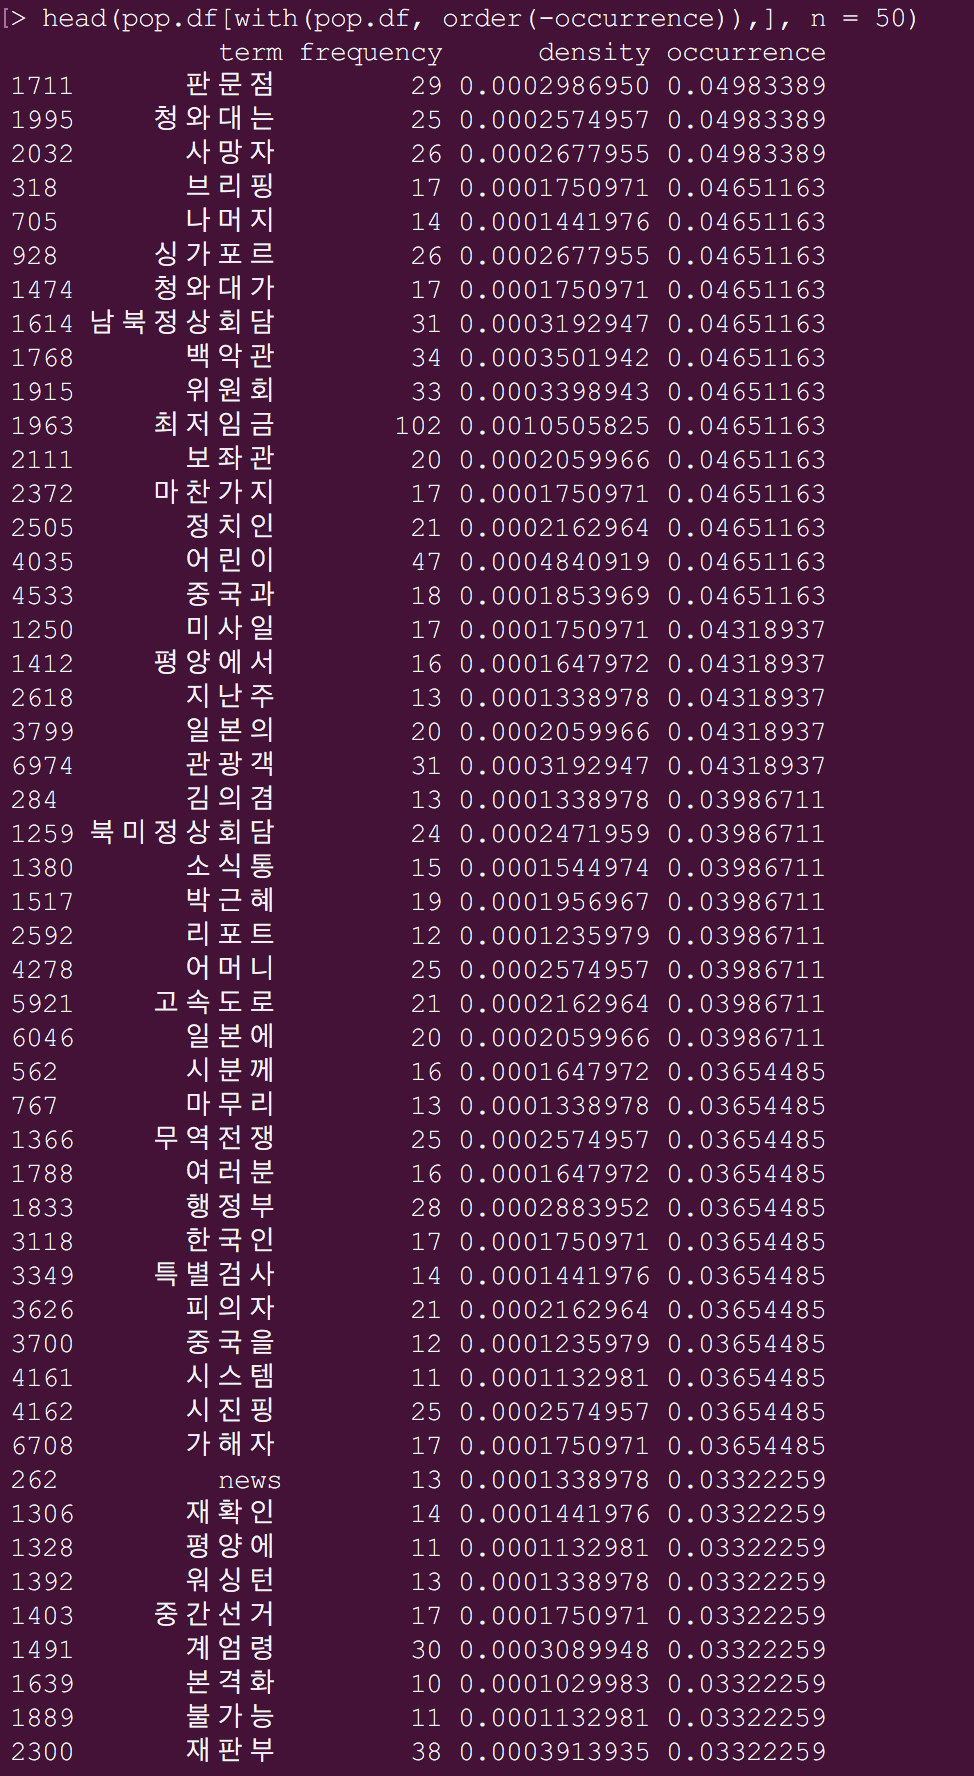 [> head(pop.df[with(pop.df, order(-occurrence)),], n = 50)
term frequency density occurrence
1711 판문점 29 0.0002986950 0.04983389
1995 청와대는 25 0.0002574957 0.04983389
2032 사망자 26 0.0002677955 0.04983389
318 브리핑 17 0.0001750971 0.04651163
705 나머지 14 0.0001441976 0.04651163
928 싱가포르 26 0.0002677955 0.04651163
1474 청와대가 17 0.0001750971 0.04651163
1614 남북정상회담 31 0.0003192947 0.04651163
1768 백악관 34 0.0003501942 0.04651163
1915 위원회 33 0.0003398943 0.04651163
1963 최저임금 102 0.0010505825 0.04651163
2111 보좌관 20 0.0002059966 0.04651163
2372 마찬가지 17 0.0001750971 0.04651163
2505 정치인 21 0.0002162964 0.04651163
4035 어린이 47 0.0004840919 0.04651163
4533 중국과 18 0.0001853969 0.04651163
1250 미사일 17 0.0001750971 0.04318937
1412 평양에서 16 0.0001647972 0.04318937
2618 지난주 13 0.0001338978 0.04318937
3799 일본의 20 0.0002059966 0.04318937
6974 관광객 31 0.0003192947 0.04318937
284 김의겸 13 0.0001338978 0.03986711
1259 북미정상회담 24 0.0002471959 0.03986711
1380 소식통 15 0.0001544974 0.03986711
1517 박근혜 19 0.0001956967 0.03986711
2592 리포트 12 0.0001235979 0.03986711
4278 어머니 25 0.0002574957 0.03986711
5921 고속도로 21 0.0002162964 0.03986711
6046 일본에 20 0.0002059966 0.03986711
562 시분께 16 0.0001647972 0.03654485
767 마무리 13 0.0001338978 0.03654485
1366 무역전쟁 25 0.0002574957 0.03654485
1788 여러분 16 0.0001647972 0.03654485
1833 행정부 28 0.0002883952 0.03654485
3118 한국인 17 0.0001750971 0.03654485
3349 특별검사 14 0.0001441976 0.03654485
3626 피의자 21 0.0002162964 0.03654485
3700 중국을 12 0.0001235979 0.03654485
4161 시스템 11 0.0001132981 0.03654485
4162 시진핑 25 0.0002574957 0.03654485
6708 가해자 17 0.0001750971 0.03654485
262 news 13 0.0001338978 0.03322259
1306 재확인 14 0.0001441976 0.03322259
1328 평양에 11 0.0001132981 0.03322259
1392 워싱턴 13 0.0001338978 0.03322259
1403 중간선거 17 0.0001750971 0.03322259
1491 계엄령 30 0.0003089948 0.03322259
1639 본격화 10 0.0001029983 0.03322259
1889 불가능 11 0.0001132981 0.03322259
2300 재판부 38 0.0003913935 0.03322259